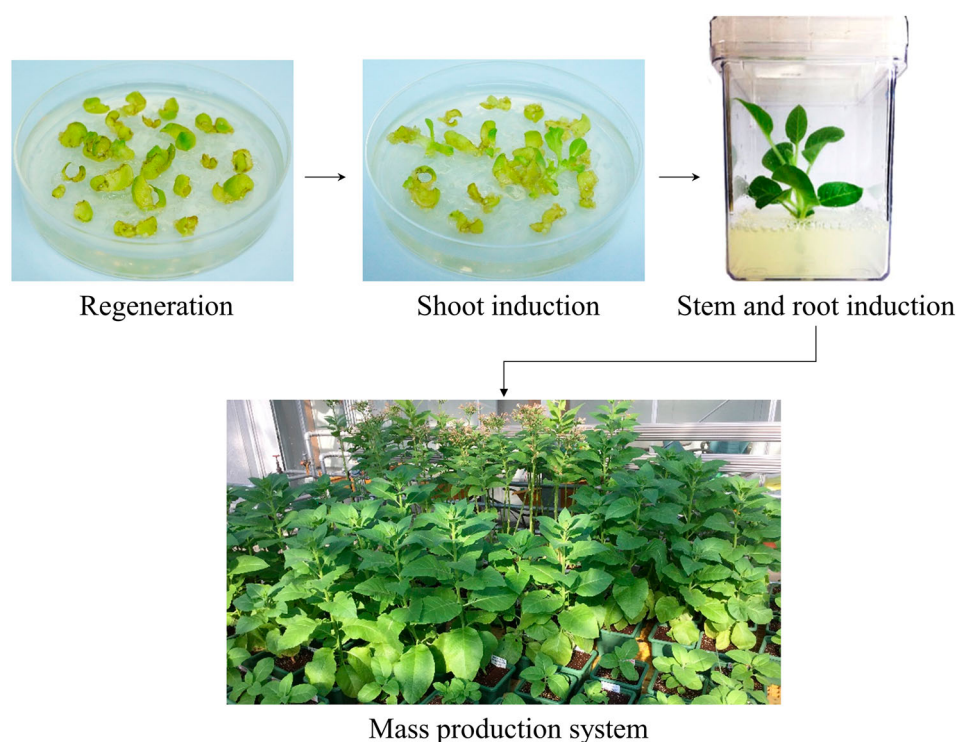 Regeneration
Shoot induction
Stem and root induction
Mass production system